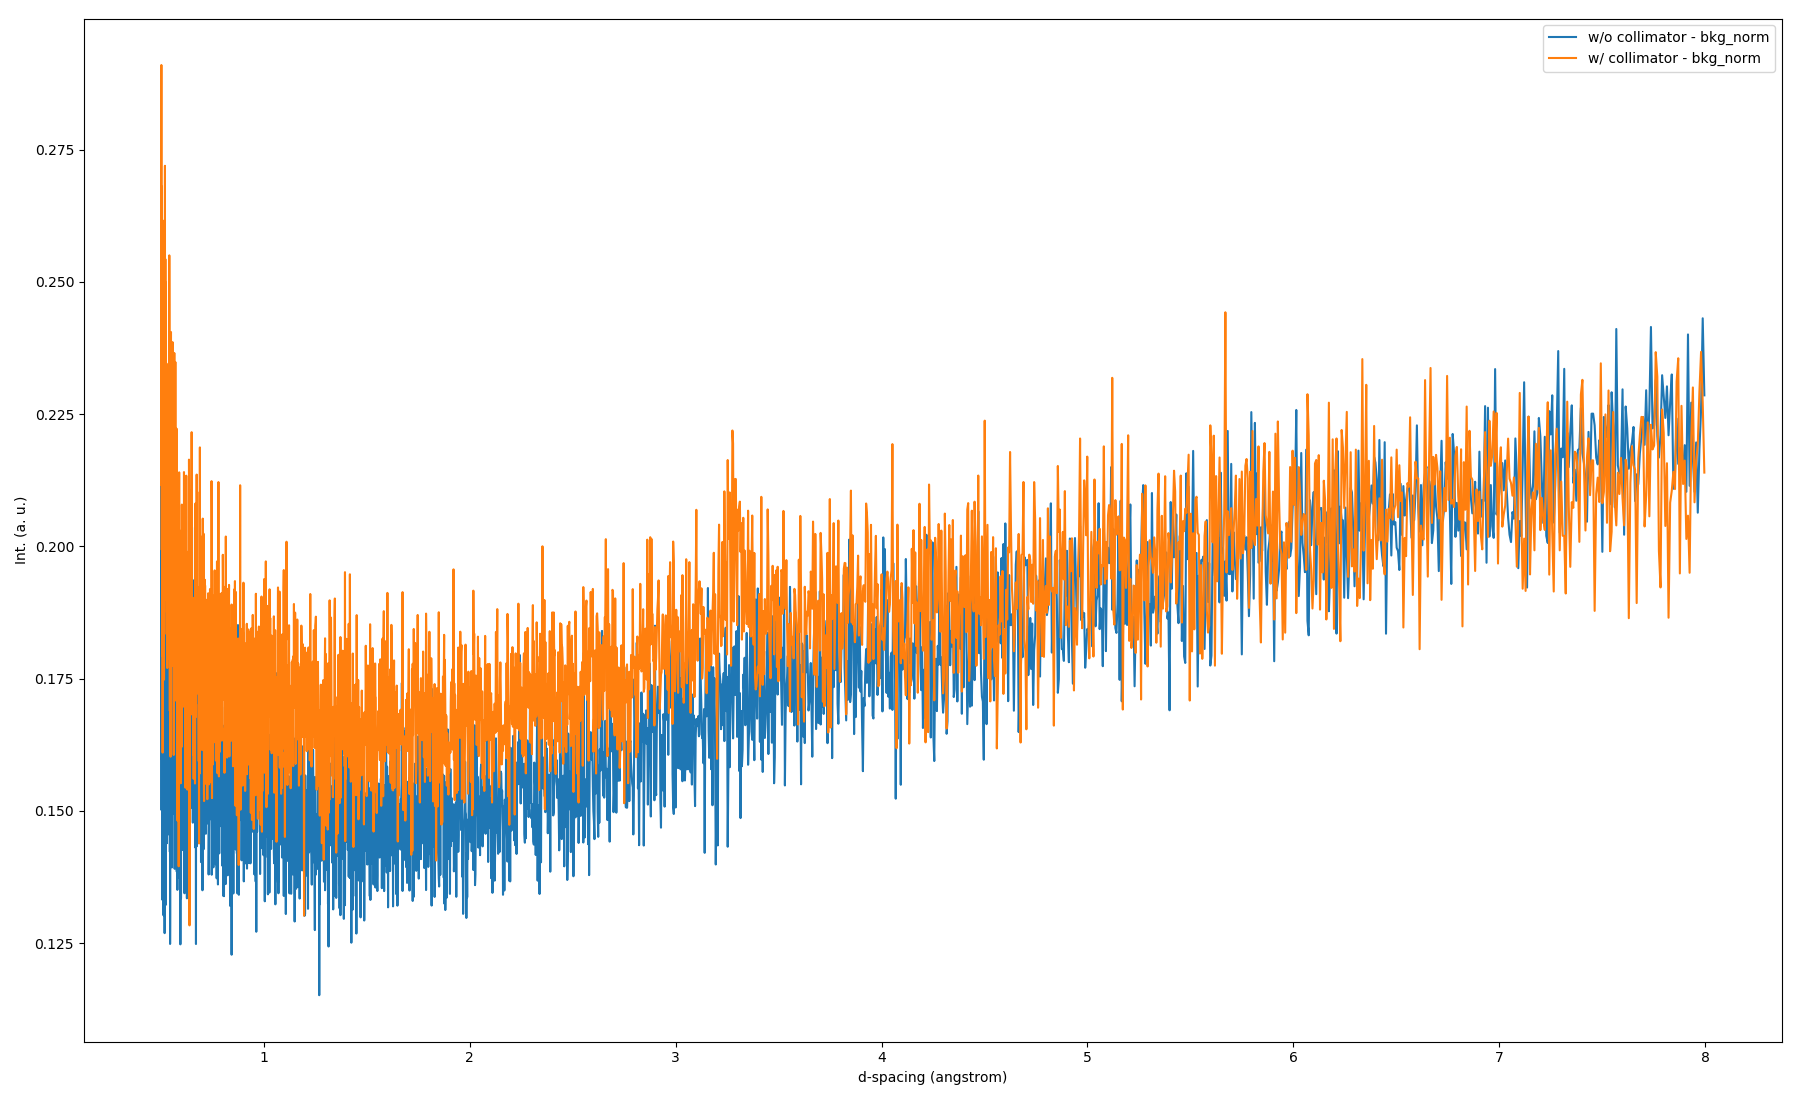 w/o collimator - bkg_norm
w/ collimator - bkg_norm
0.275
0.250
0.225
0.200
0.175
0.150
0.125
Int. (a. u.)
1 2 3 4 5 6 7 8
d-spacing (angstrom)